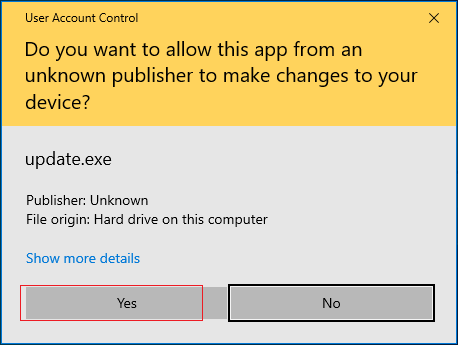 User Account Control
Do you want to allow this app from an
unknown publisher to make changes to your
device?
update.exe
Publisher: Unknown
File origin: Hard drive on this computer
Show more details
Yes
No